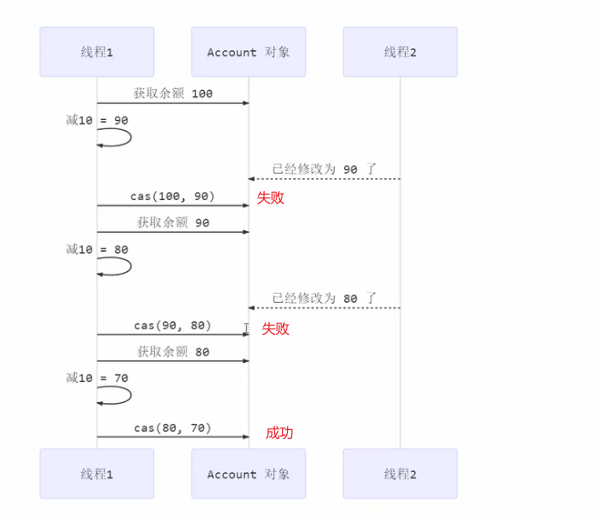 线程1
Account 对象
线程2
获取余额 100
减10 = 90
已经修改为 90 了
cas(100, 90)
失败
获取余额 90
减10 = 80
已经修改为 80 了
cas(90, 80)
失败
获取余额 80
减10 = 70
cas(80, 70)
成功
线程1
Account 对象
线程2